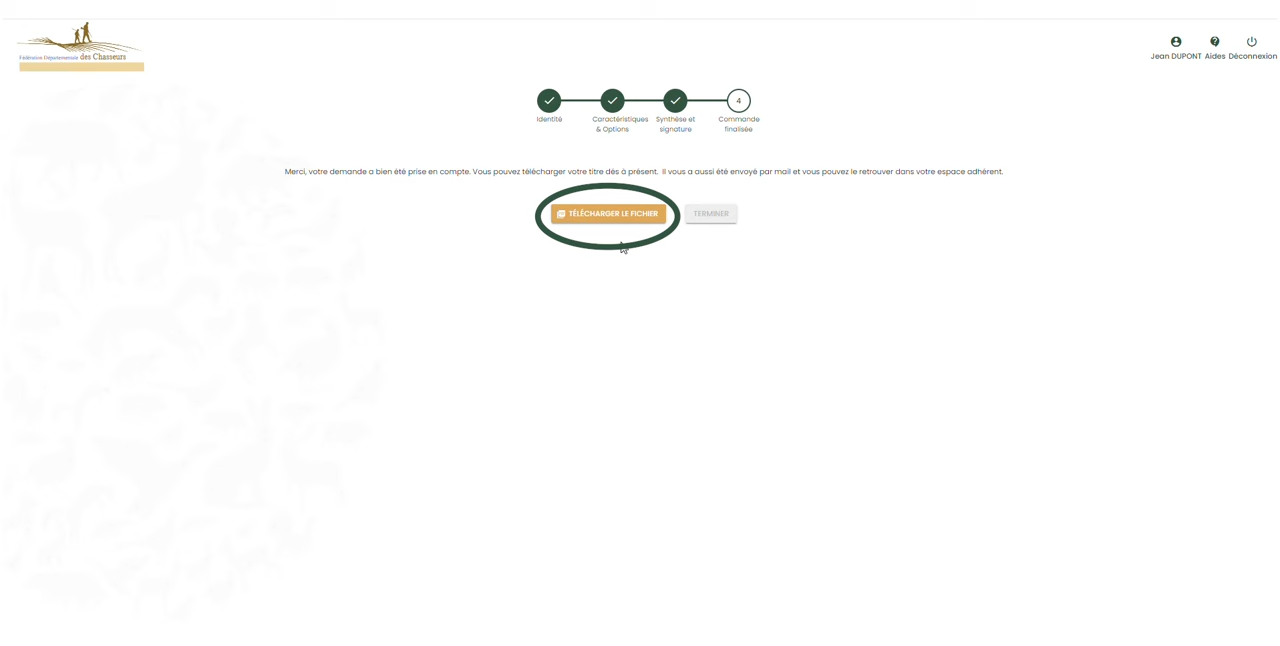 Fédération Départementale des Chasseurs
Jean DUPONT Aides Déconnexion
4
Identité
Caractéristiques
& Options
Synthèse et
signature
Commande
finalisée
Merci, votre demande a bien été prise en compte. Vous pouvez télécharger votre titre dès à présent. Il vous a aussi été envoyé par mail et vous pouvez le retrouver dans votre espace adhérent.
TÉLÉCHARGER LE FICHIER
TERMINER